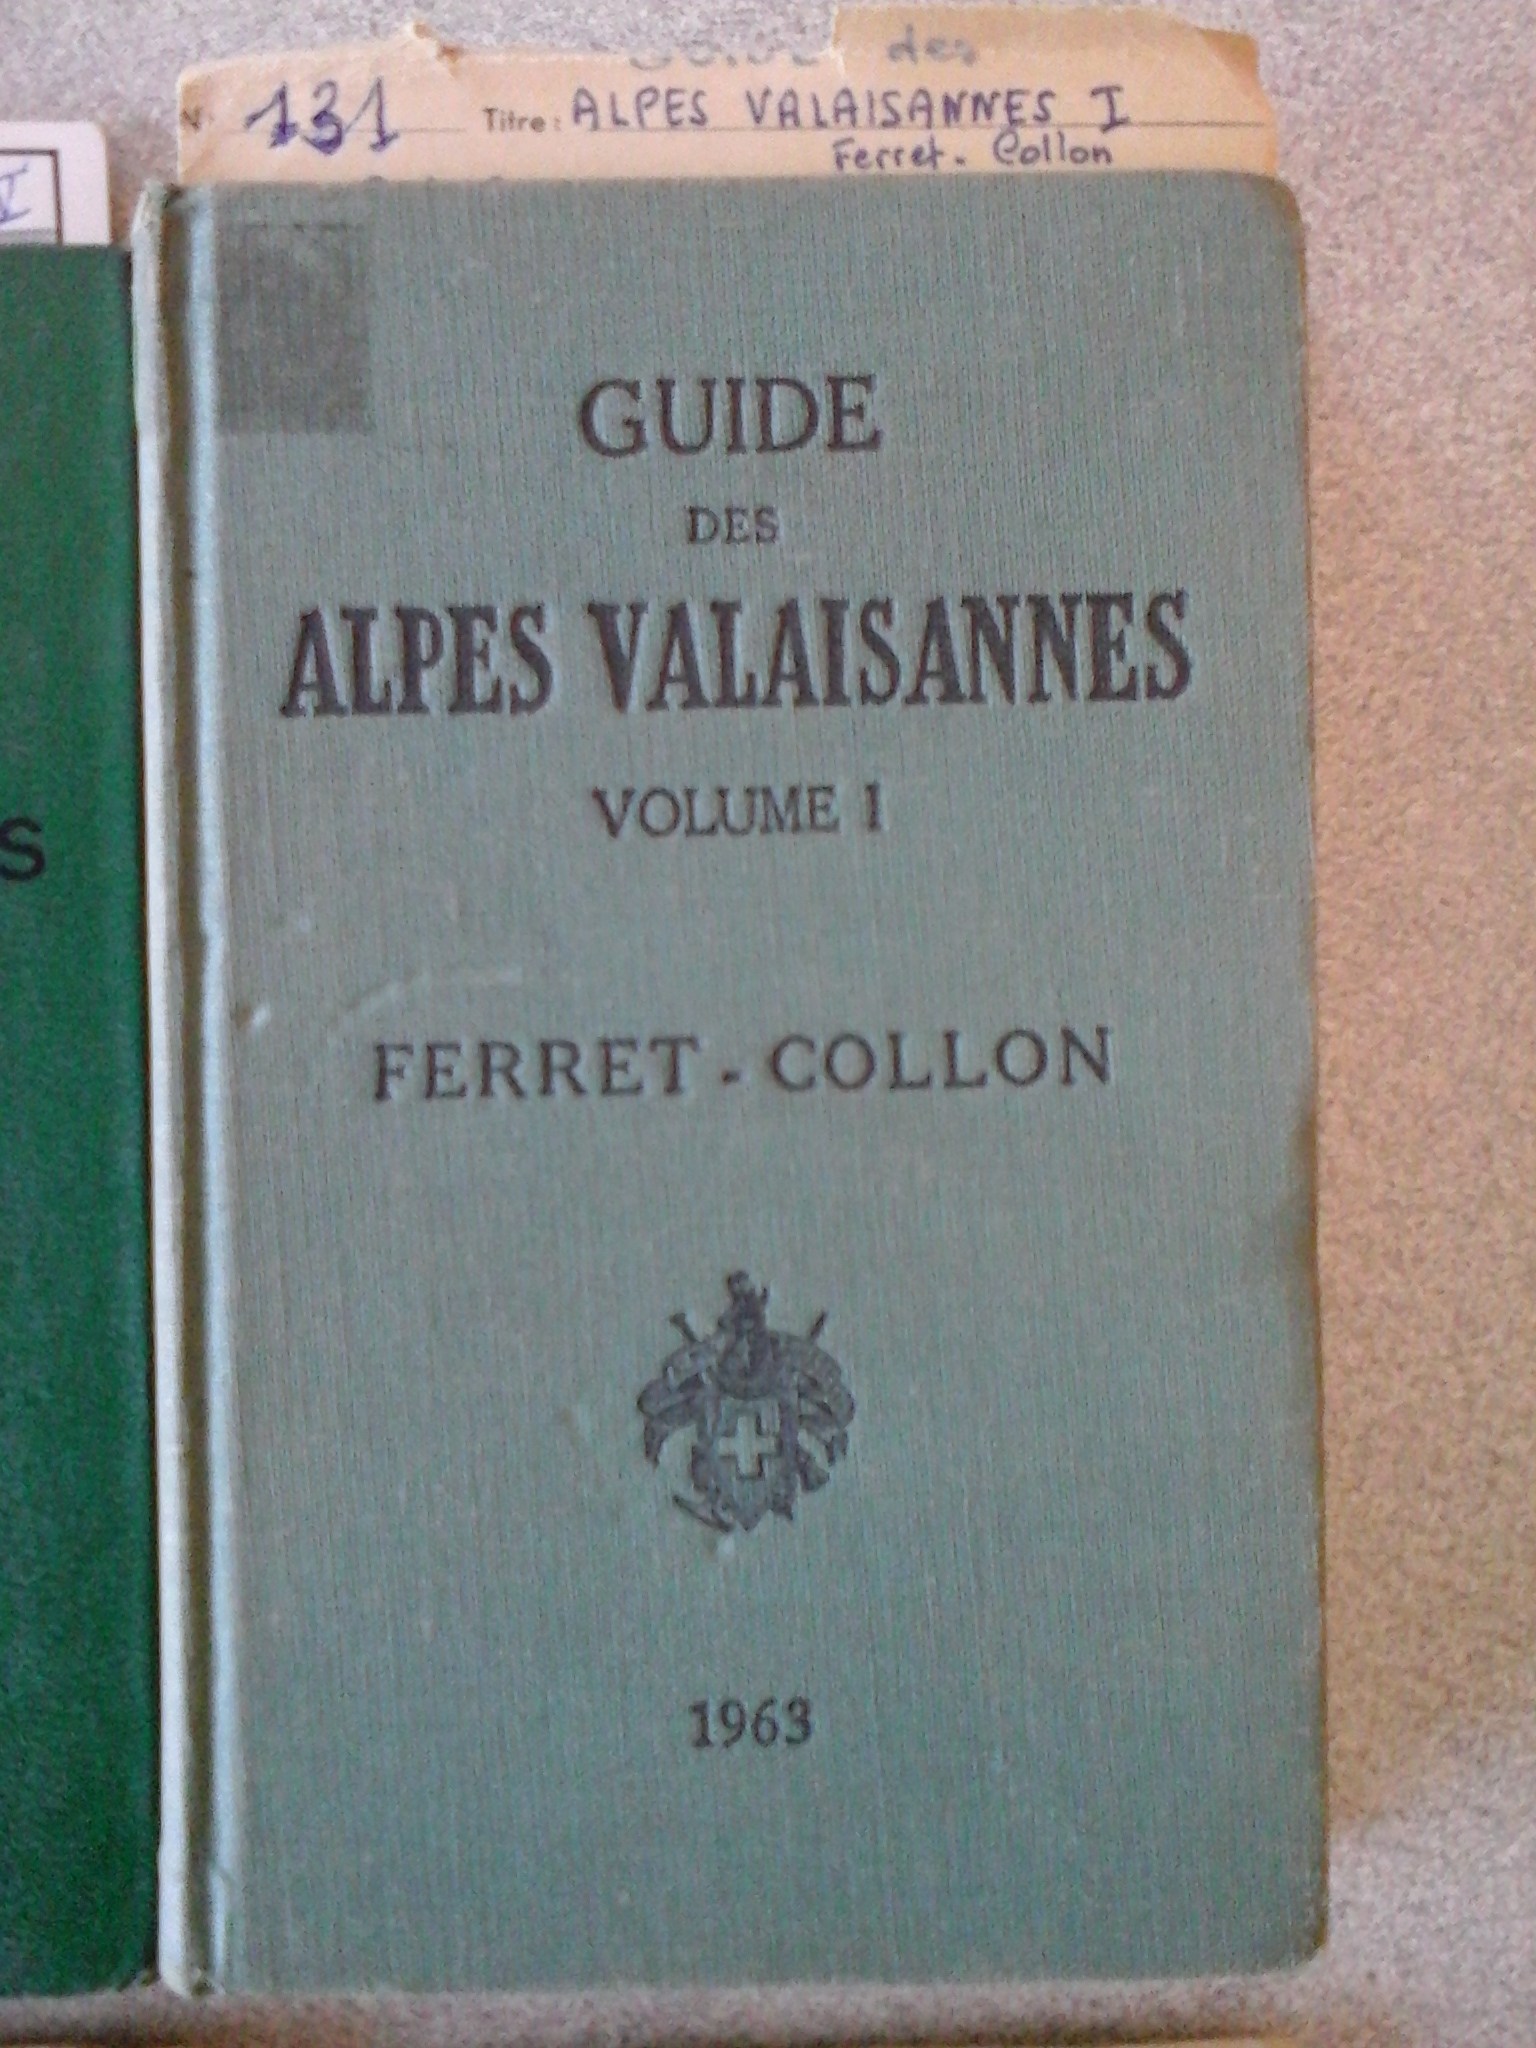 des
N. 131 Titre: ALPES VALAISANNES I
Ferret - Collon
V
S
GUIDE
DES
ALPES VALAISANNES
VOLUME I
FERRET - COLLON
1963